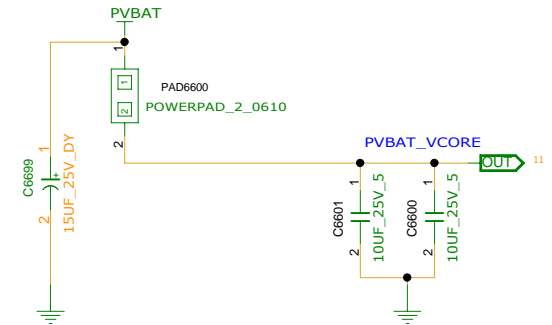 PVBAT
1
1
PAD6600
2
POWERPAD_2_0610
2
PVBAT_VCORE
OUT
11
1
C6699
+
15UF_25V_DY
2
1
C6601
10UF_25V_5
2
1
C6600
10UF_25V_5
2